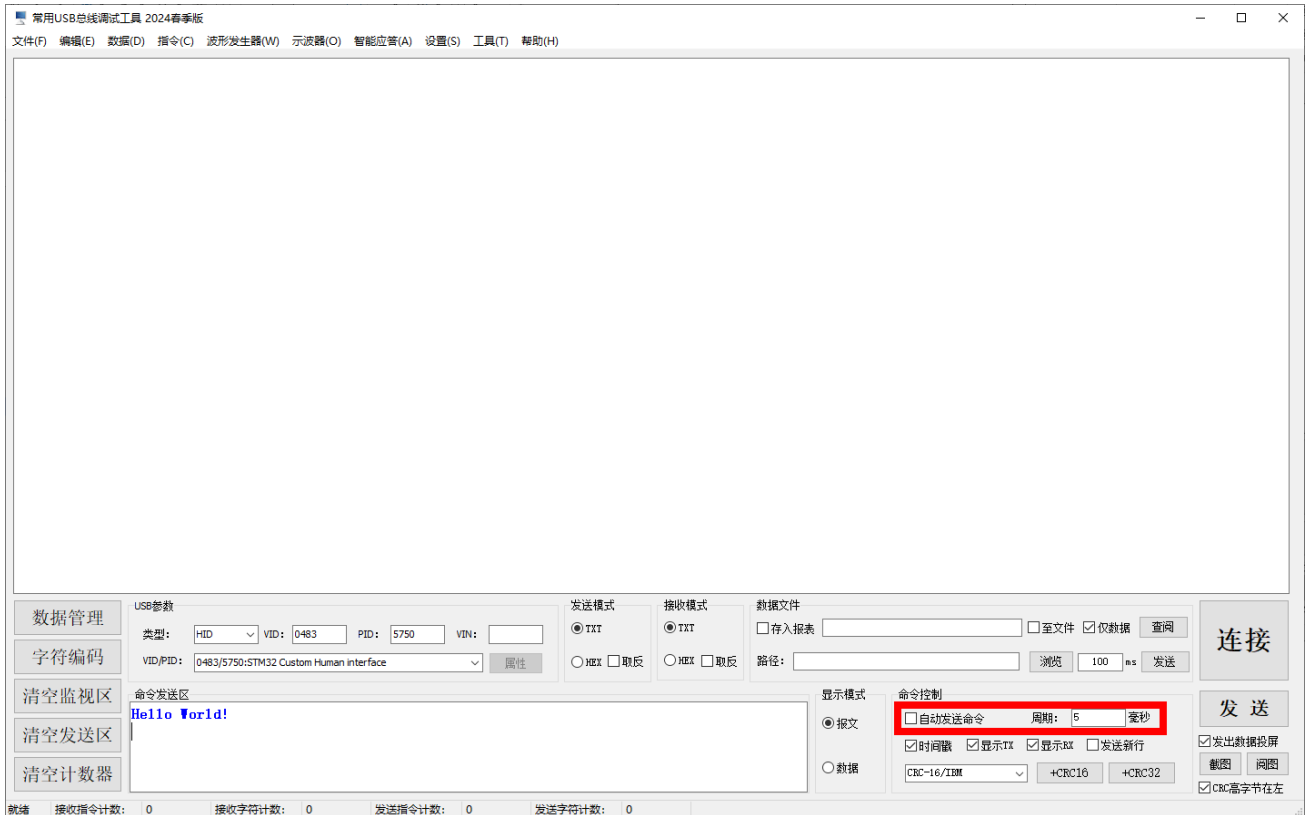 常用USB总线调试工具 2024春季版
文件(F) 编辑(E) 数据(D) 指令(C) 波形发生器(W) 示波器(O) 智能应答(A) 设置(S) 工具(T) 帮助(H)
数据管理
字符编码
清空监视区
清空发送区
清空计数器
USB参数
类型: HID VID: 0483 PID: 5750 VIN:
VID/PID: 0483/5750:STM32 Custom Human interface 属性
发送模式
TXT
HEX 取反
接收模式
TXT
HEX 取反
数据文件
存入报表 至文件 仅数据 查阅
路径: 浏览 100 ms 发送
连接
命令发送区
Hello World!
显示模式
报文
数据
命令控制
自动发送命令 周期: 5 毫秒
时间戳 显示TX 显示RX 发送新行
CRC-16/IBM +CRC16 +CRC32
发 送
发出数据投屏
截图 阅图
CRC高字节在左
就绪 接收指令计数: 0 接收字符计数: 0 发送指令计数: 0 发送字符计数: 0